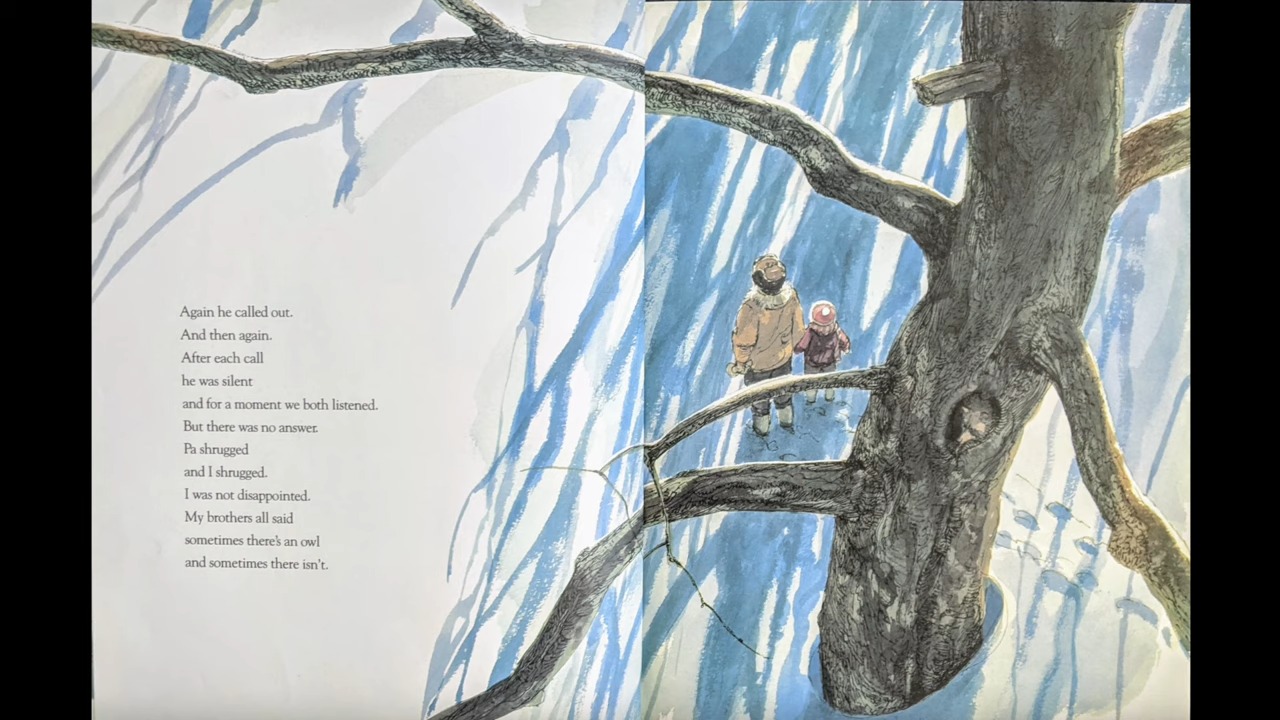 Again he called out.
And then again.
After each call
he was silent
and for a moment we both listened.
But there was no answer.
Pa shrugged
and I shrugged.
I was not disappointed.
My brothers all said
sometimes there's an owl
and sometimes there isn't.